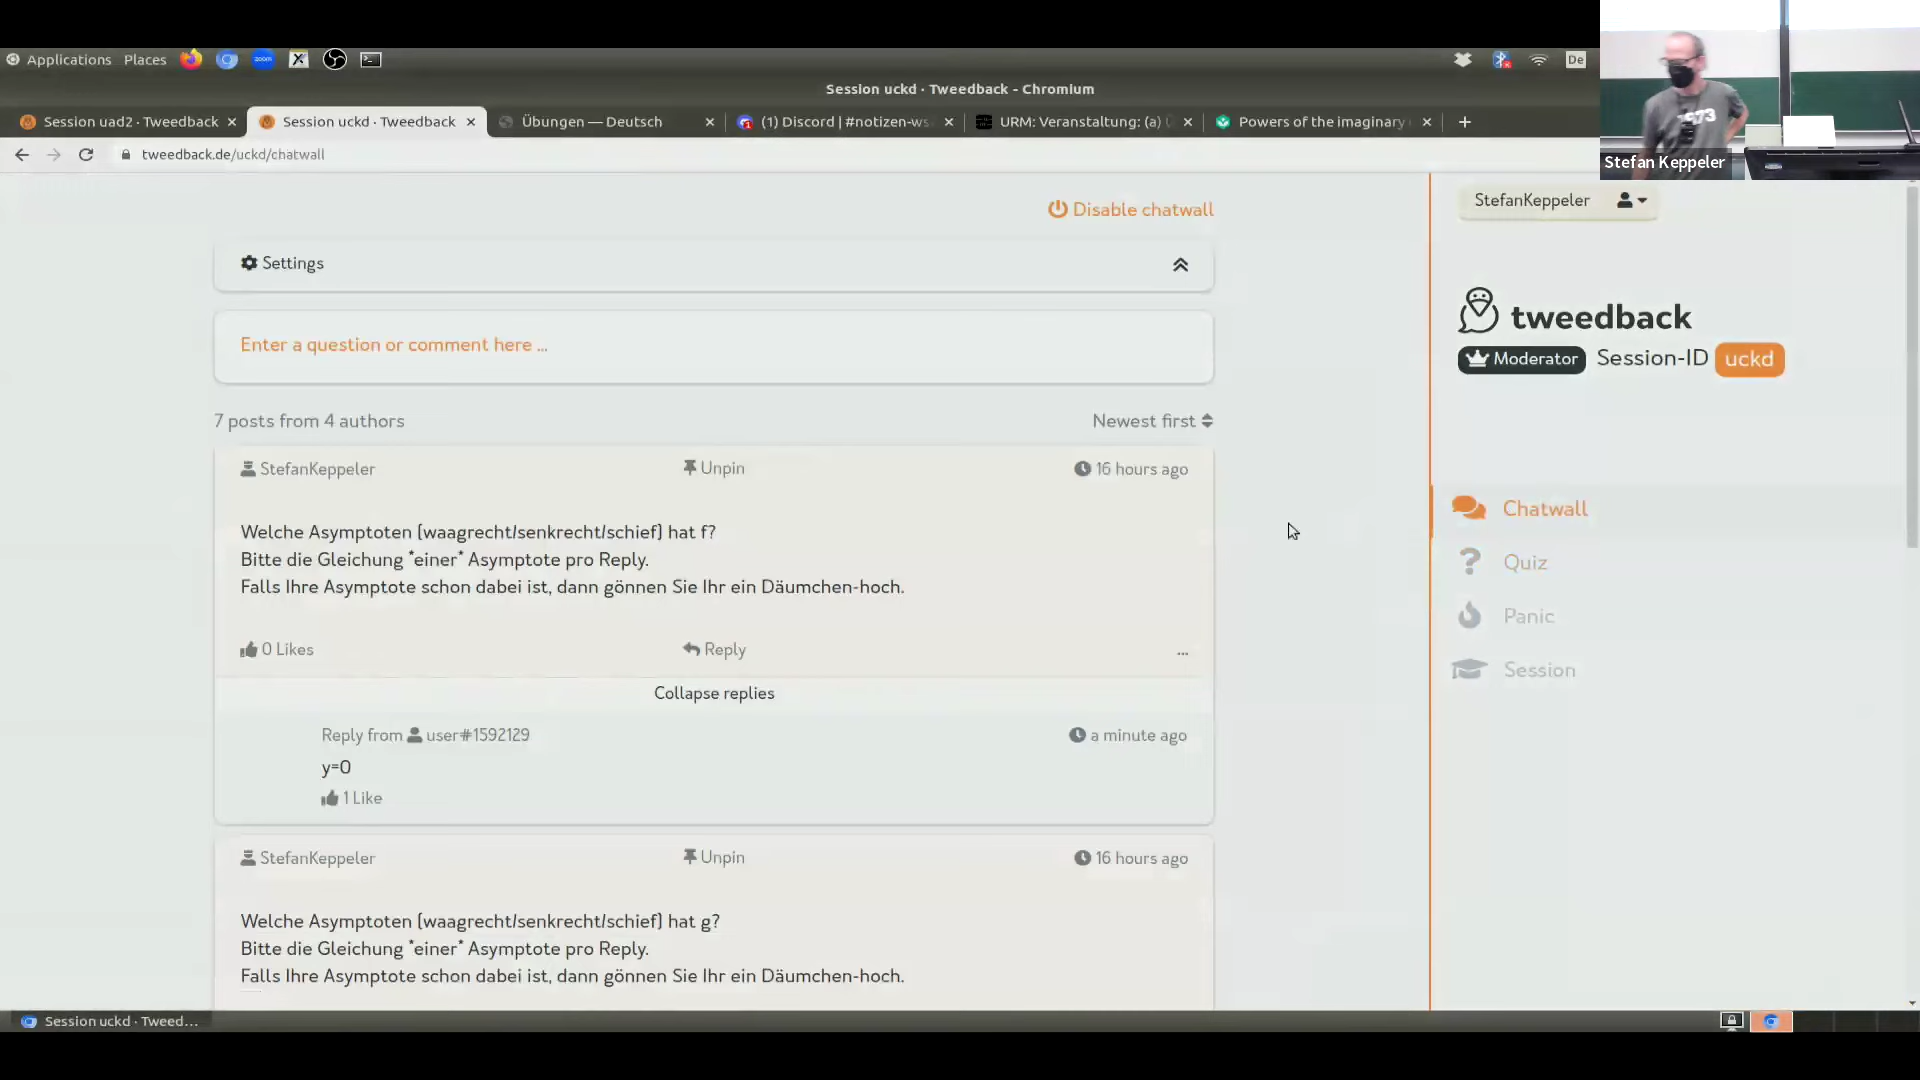 Applications Places
zoom
De
Session uckd · Tweedback - Chromium
Session uad2 · Tweedback
Session uckd · Tweedback
Übungen — Deutsch
(1) Discord | #notizen-ws
URM: Veranstaltung: (a) Ü
Powers of the imaginary
tweedback.de/uckd/chatwall
1973
Stefan Keppeler
Disable chatwall
Settings
Enter a question or comment here ...
7 posts from 4 authors
Newest first
StefanKeppeler
Unpin
16 hours ago
Welche Asymptoten (waagrecht/senkrecht/schief) hat f?
Bitte die Gleichung *einer* Asymptote pro Reply.
Falls Ihre Asymptote schon dabei ist, dann gönnen Sie Ihr ein Däumchen-hoch.
0 Likes
Reply
...
Collapse replies
Reply from user#1592129
a minute ago
y=0
1 Like
StefanKeppeler
Unpin
16 hours ago
Welche Asymptoten (waagrecht/senkrecht/schief) hat g?
Bitte die Gleichung *einer* Asymptote pro Reply.
Falls Ihre Asymptote schon dabei ist, dann gönnen Sie Ihr ein Däumchen-hoch.
StefanKeppeler
tweedback
Moderator Session-ID uckd
Chatwall
Quiz
Panic
Session
Session uckd · Tweed...